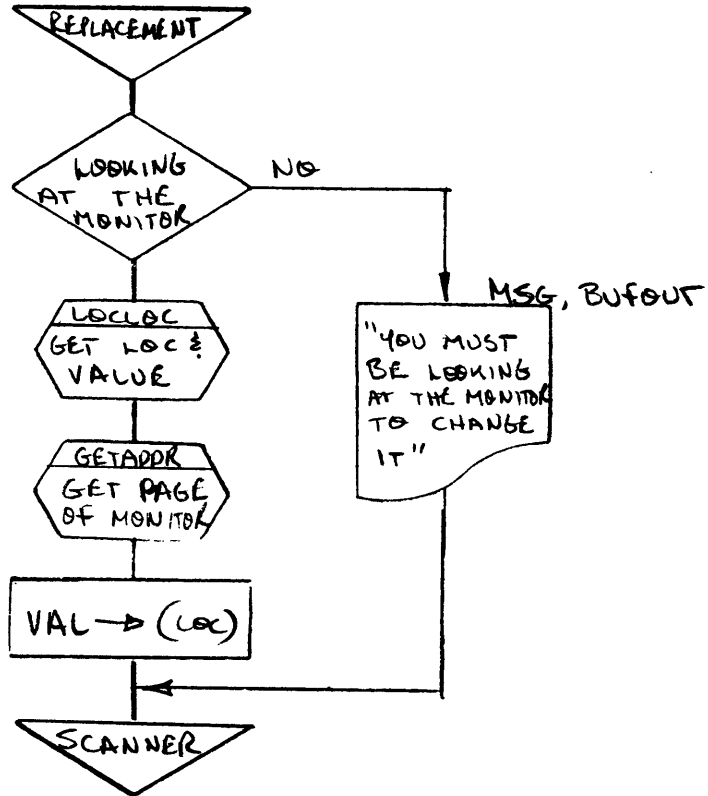 REPLACEMENT
LOOKING
AT THE
MONITOR
NO
LOCLOC
GET LOC &
VALUE
MSG, BUFOUT
"YOU MUST
BE LOOKING
AT THE MONITOR
TO CHANGE
IT"
GETADDR
GET PAGE
OF MONITOR
VAL → (LOC)
SCANNER